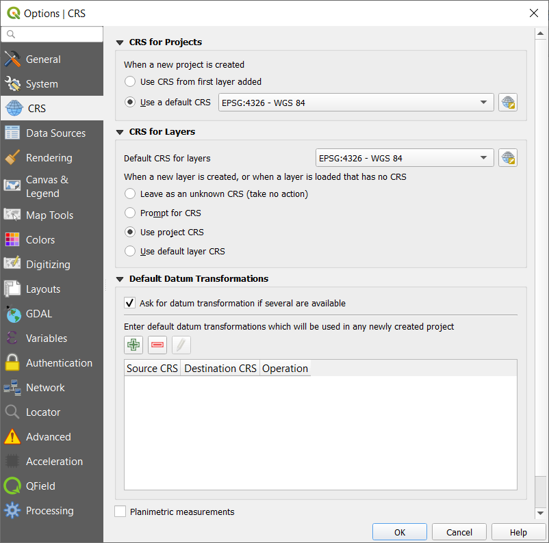 Options | CRS
General
System
CRS
Data Sources
Rendering
Canvas &
Legend
Map Tools
Colors
Digitizing
Layouts
GDAL
Variables
Authentication
Network
Locator
Advanced
Acceleration
QField
Processing
CRS for Projects
When a new project is created
Use CRS from first layer added
Use a default CRS EPSG:4326 - WGS 84
CRS for Layers
Default CRS for layers EPSG:4326 - WGS 84
When a new layer is created, or when a layer is loaded that has no CRS
Leave as an unknown CRS (take no action)
Prompt for CRS
Use project CRS
Use default layer CRS
Default Datum Transformations
Ask for datum transformation if several are available
Enter default datum transformations which will be used in any newly created project
Source CRS Destination CRS Operation
Planimetric measurements
OK Cancel Help